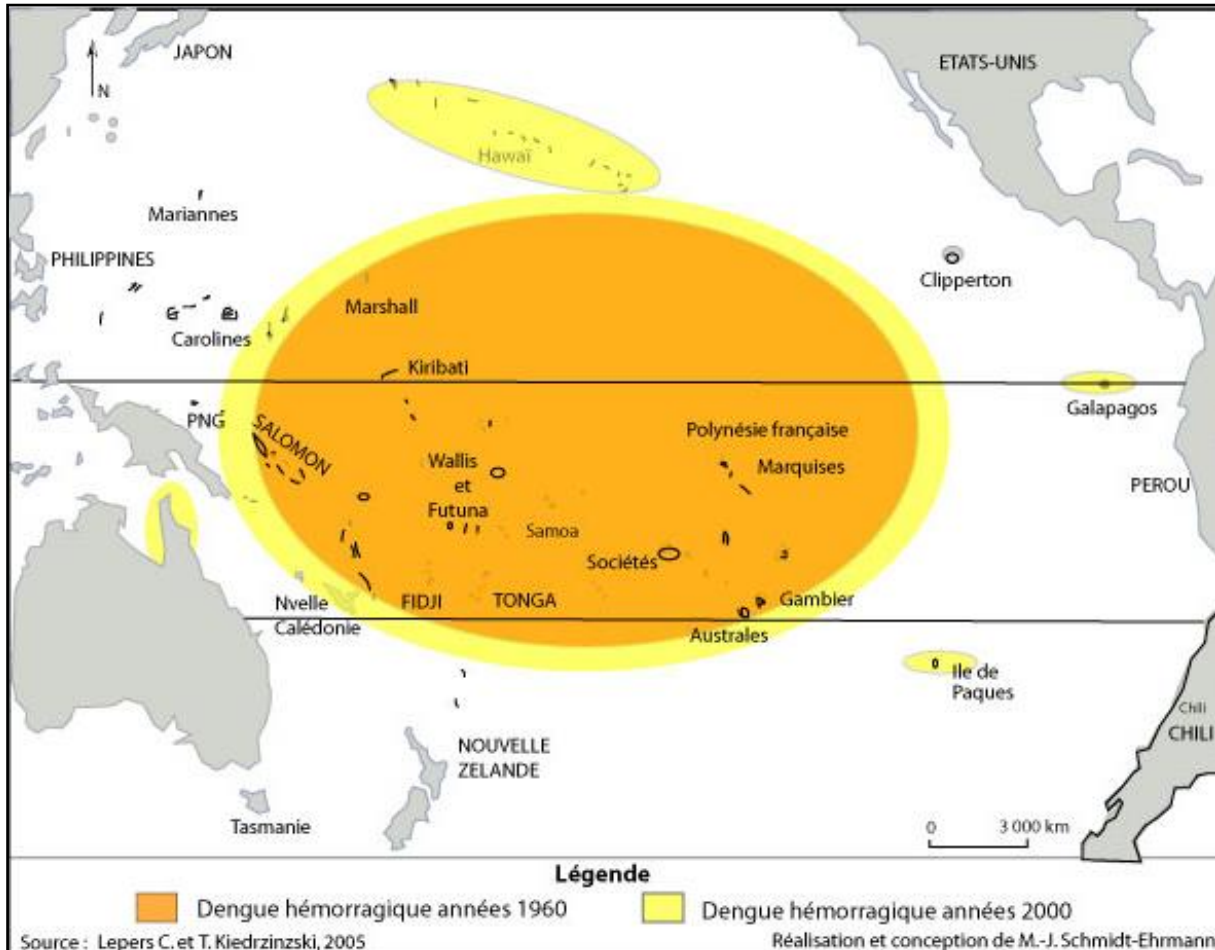 JAPON
ETATS-UNIS
N
Hawaï
Mariannes
PHILIPPINES
Clipperton
Marshall
Carolines
Kiribati
Galapagos
PNG
SALOMON
Polynésie française
Wallis
et
Futuna
Marquises
PEROU
Samoa
Sociétés
Nvelle
Calédonie
FIDJI
TONGA
Gambier
Australes
Ile de
Paques
Chili
CHILI
NOUVELLE
ZELANDE
Tasmanie
0 3 000 km
Légende
Dengue hémorragique années 1960
Dengue hémorragique années 2000
Source : Lepers C. et T. Kiedrzinzski, 2005
Réalisation et conception de M.-J. Schmidt-Ehrmann